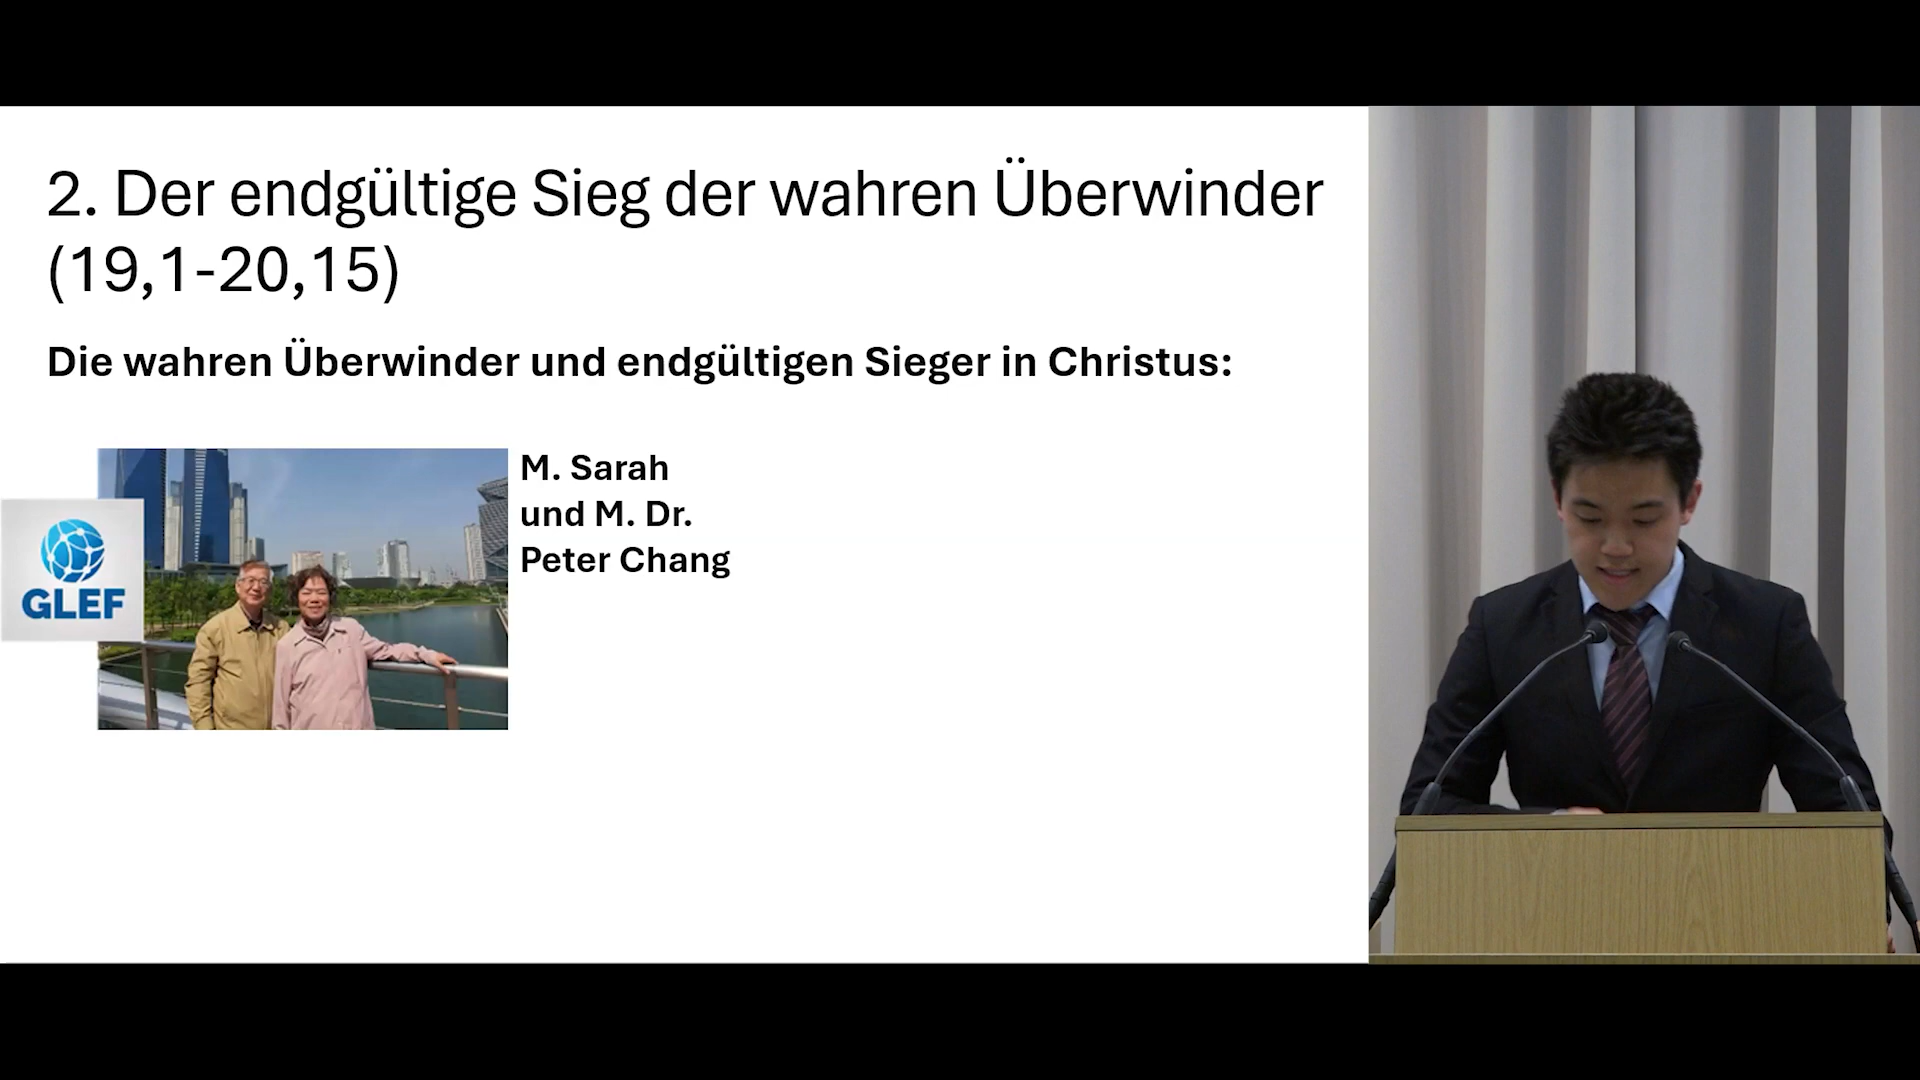 2. Der endgültige Sieg der wahren Überwinder
(19,1-20,15)
Die wahren Überwinder und endgültigen Sieger in Christus:
M. Sarah
und M. Dr.
Peter Chang
GLEF